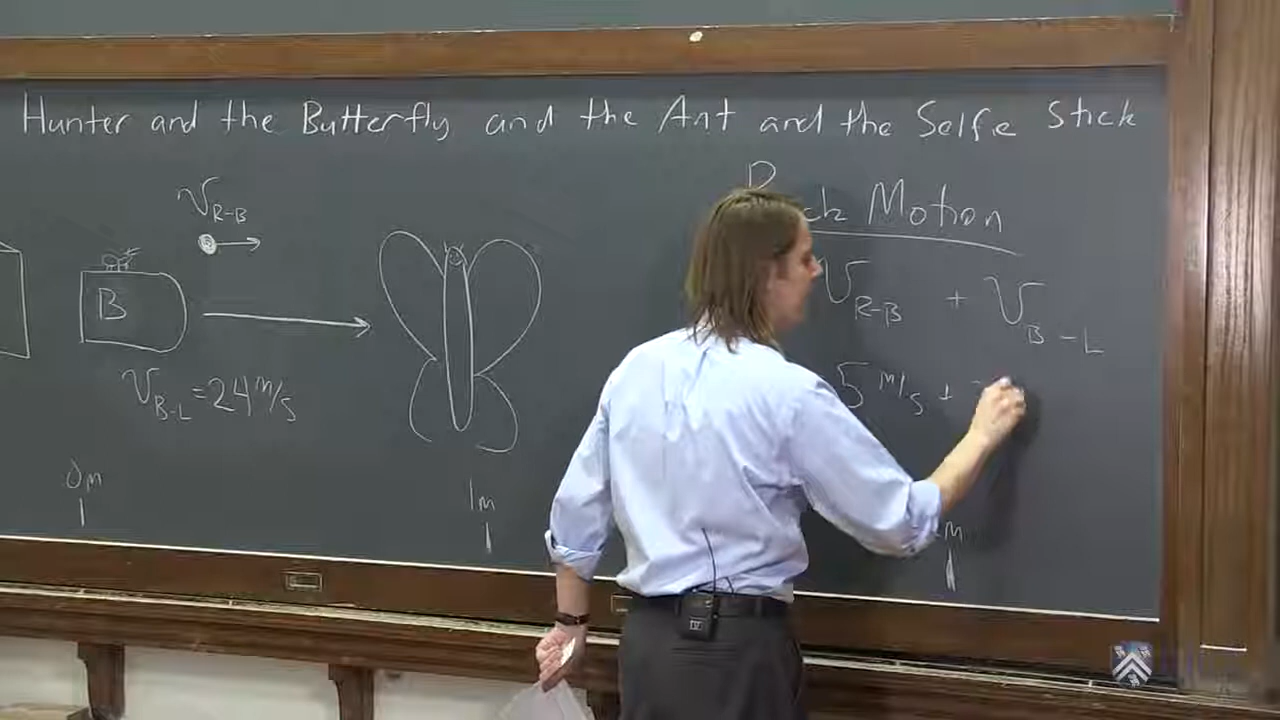 Hunter and the Butterfly and the Ant and the Selfie Stick
Motion
V R-B
V R-B + V B-L
B
5 m/s +
V B-L = 24 m/s
0m
1m
m